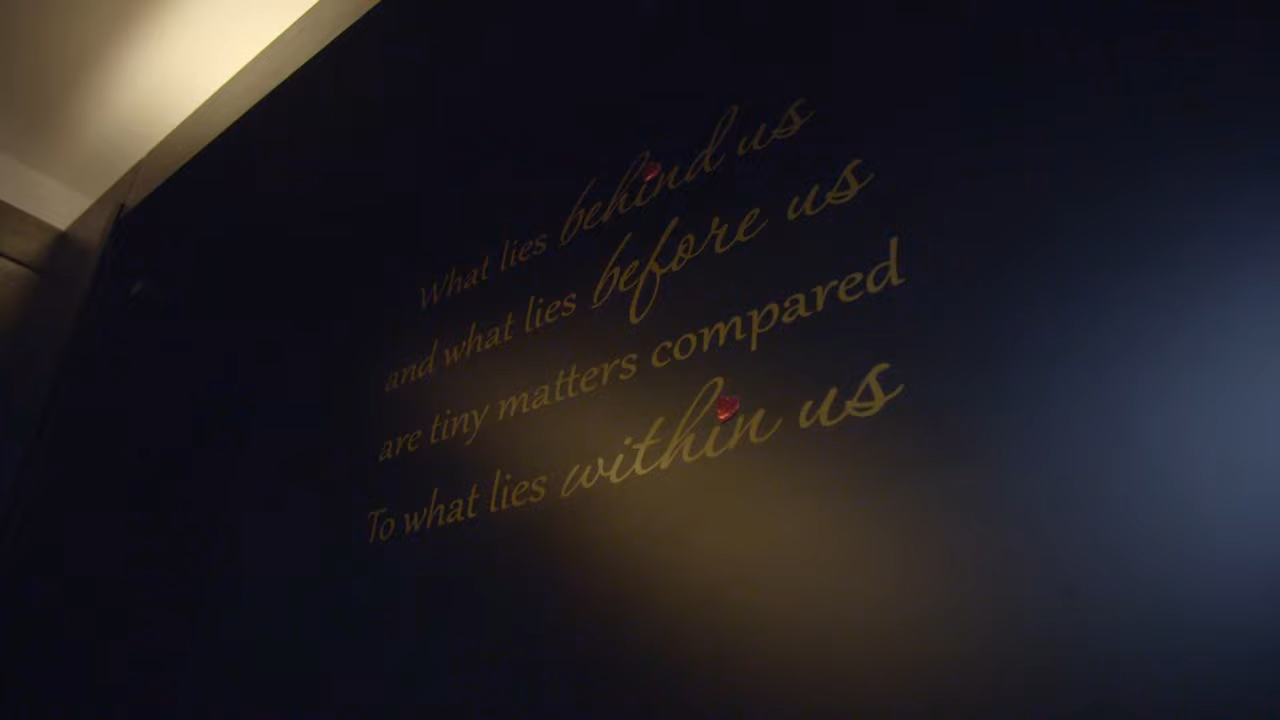 What lies behind us
and what lies before us
are tiny matters compared
To what lies within us